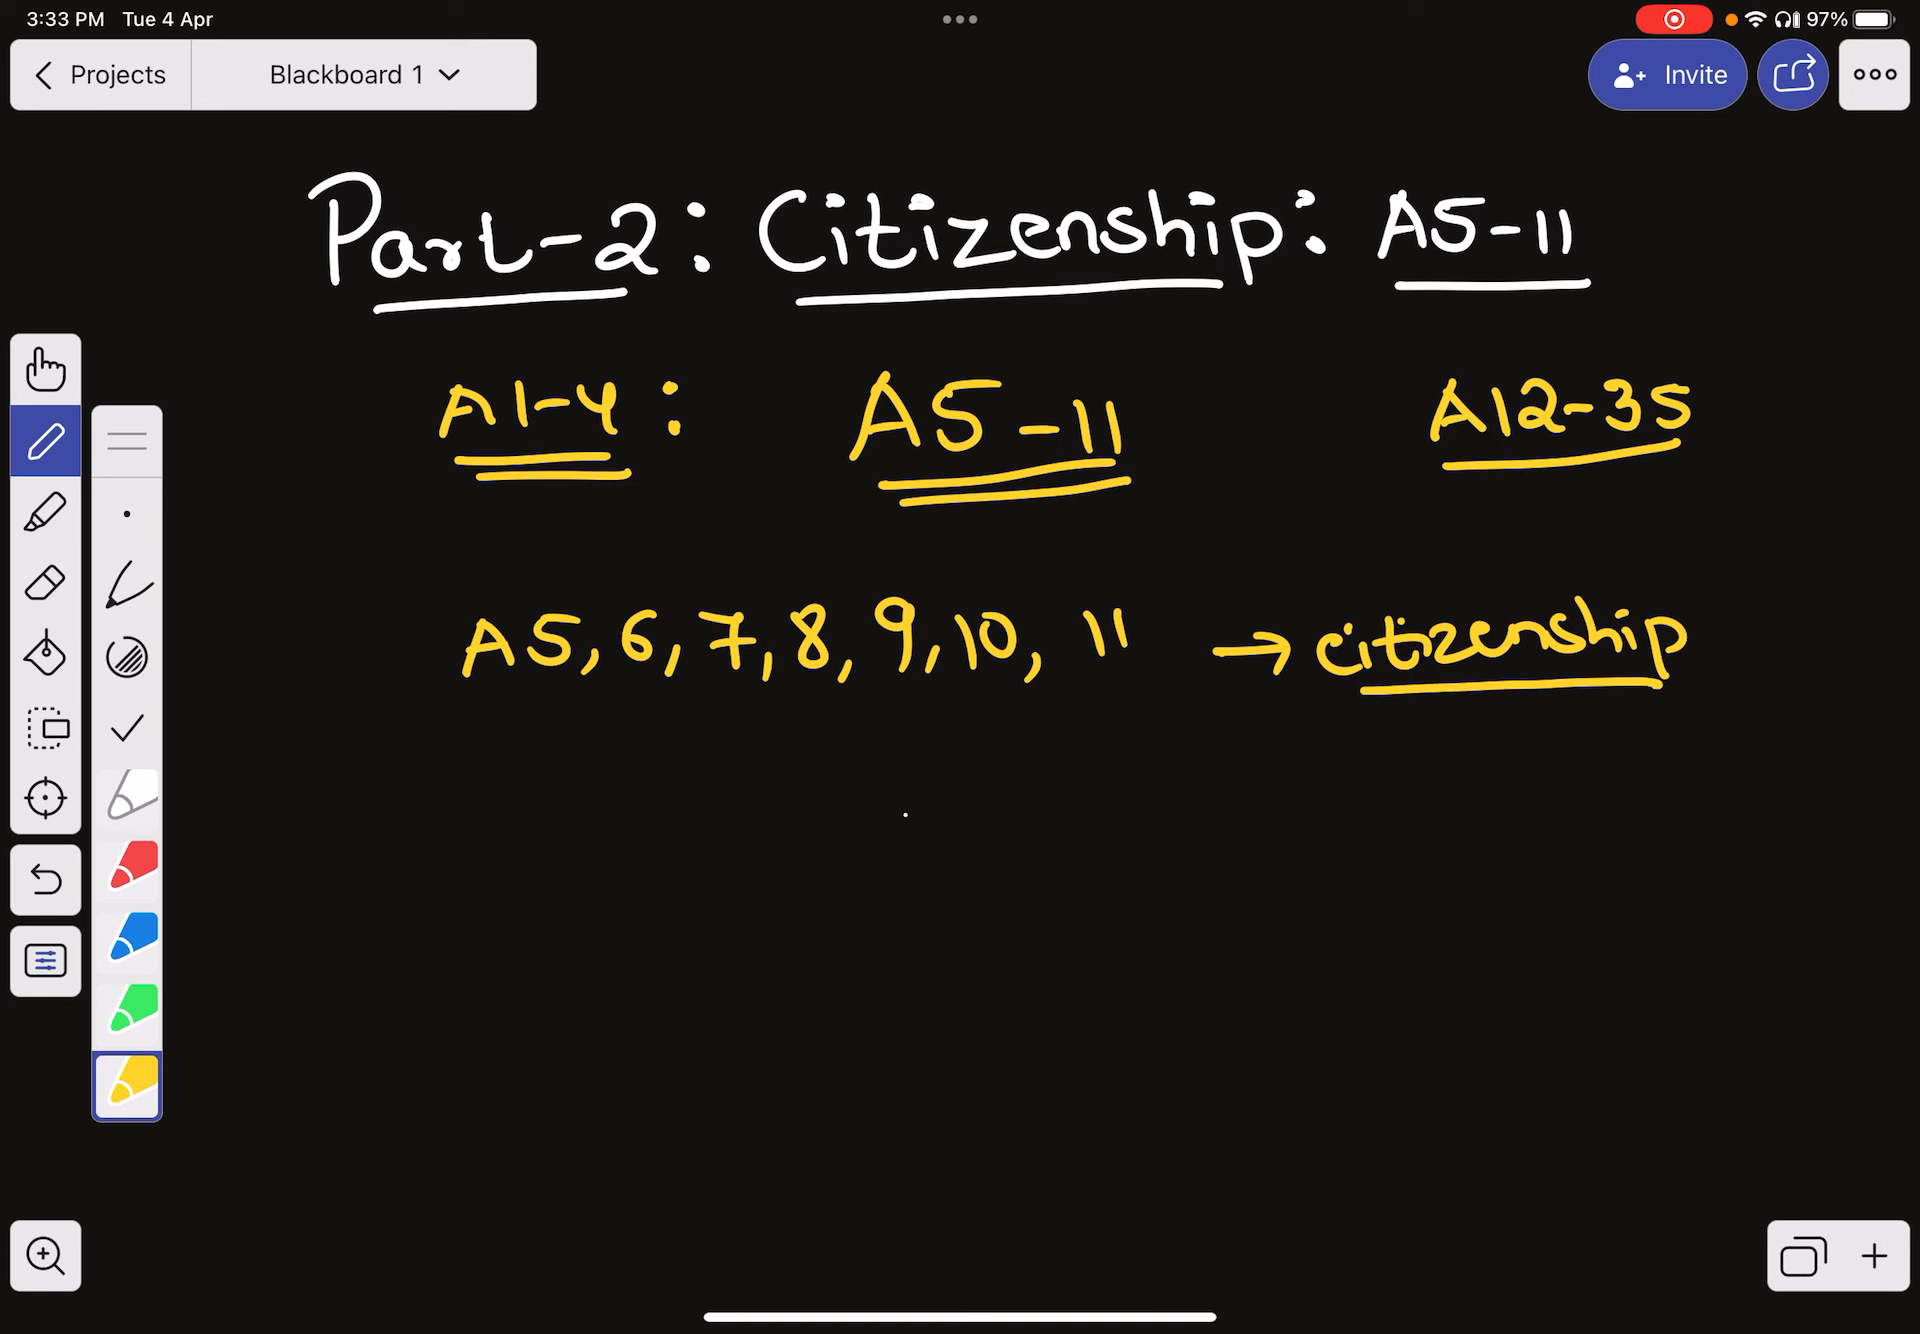 3:33 PM Tue 4 Apr 97%
Projects Blackboard 1 Invite
Part-2: Citizenship: A5-11
A1-4: A5-11 A12-35
A5, 6, 7, 8, 9, 10, 11 → citizenship